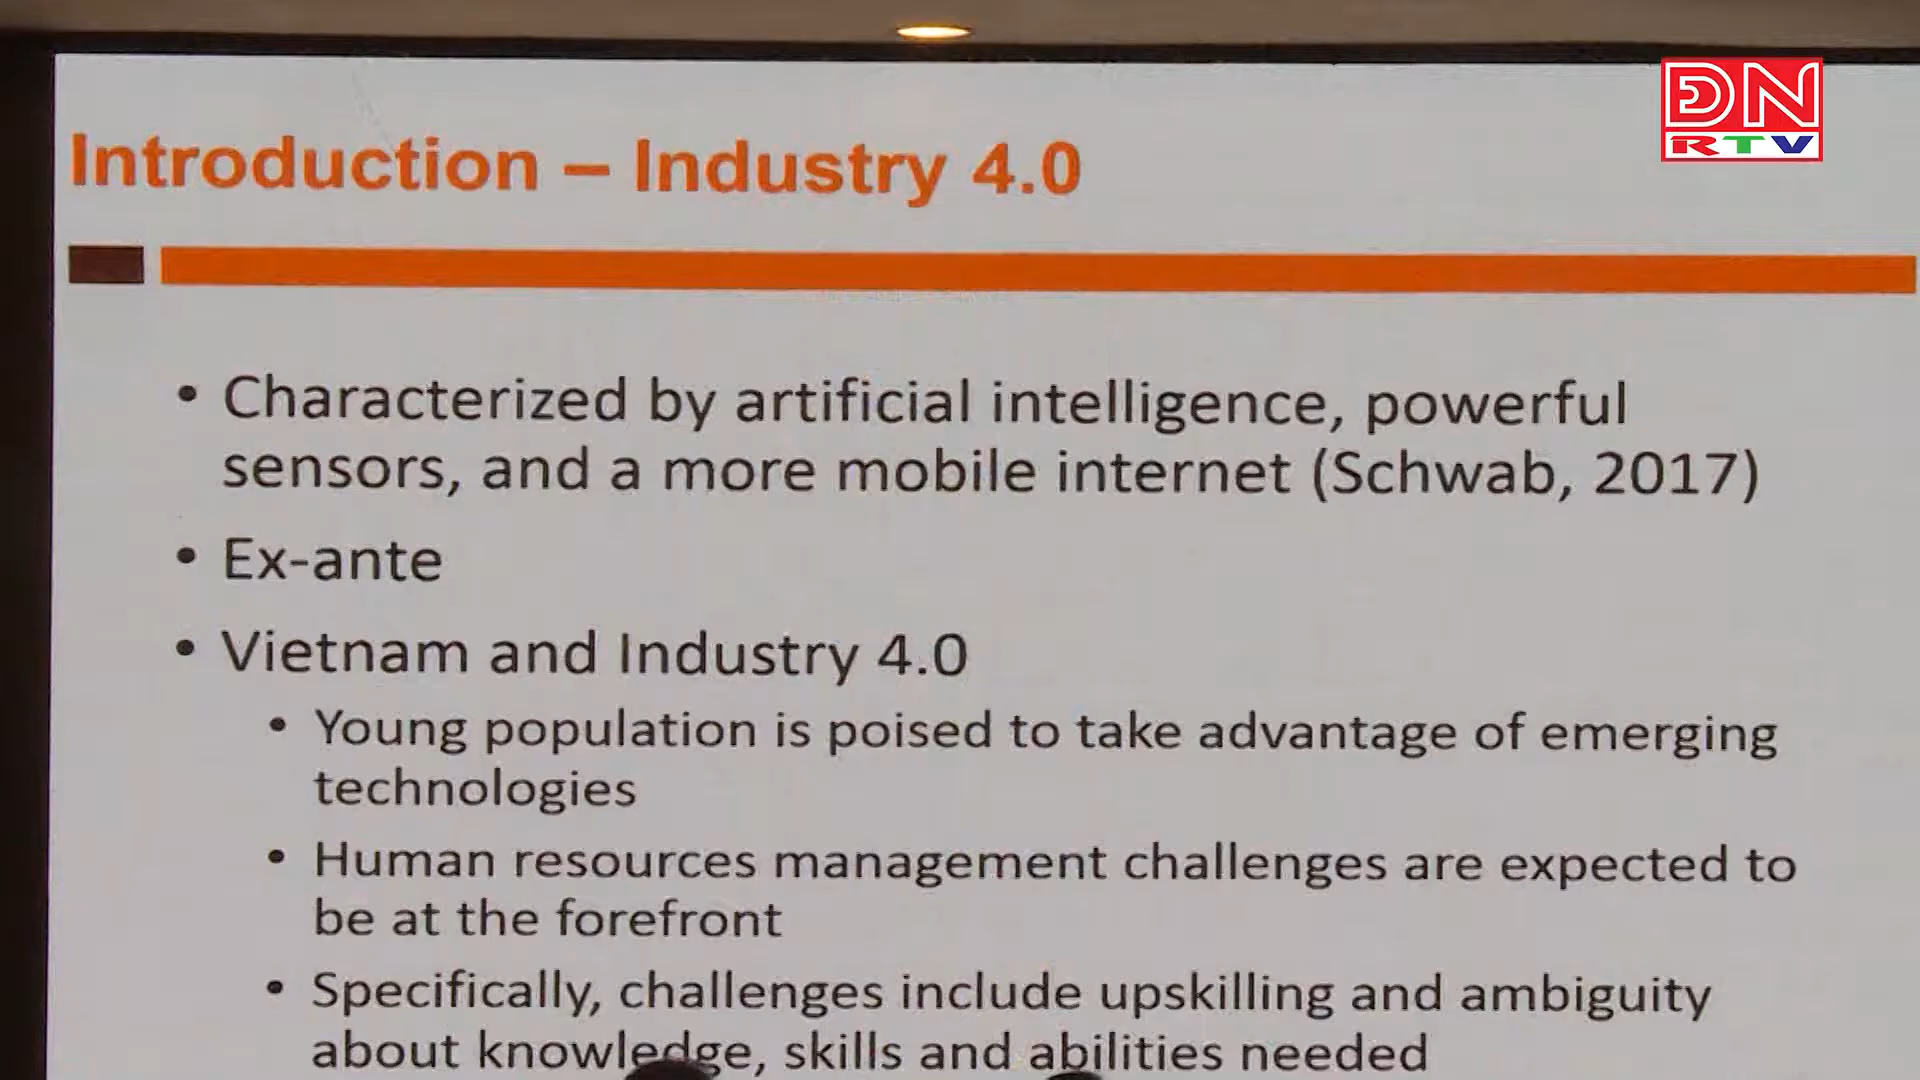 ĐN
RTV
Introduction – Industry 4.0
• Characterized by artificial intelligence, powerful
sensors, and a more mobile internet (Schwab, 2017)
• Ex-ante
• Vietnam and Industry 4.0
• Young population is poised to take advantage of emerging
technologies
• Human resources management challenges are expected to
be at the forefront
• Specifically, challenges include upskilling and ambiguity
about knowledge, skills and abilities needed